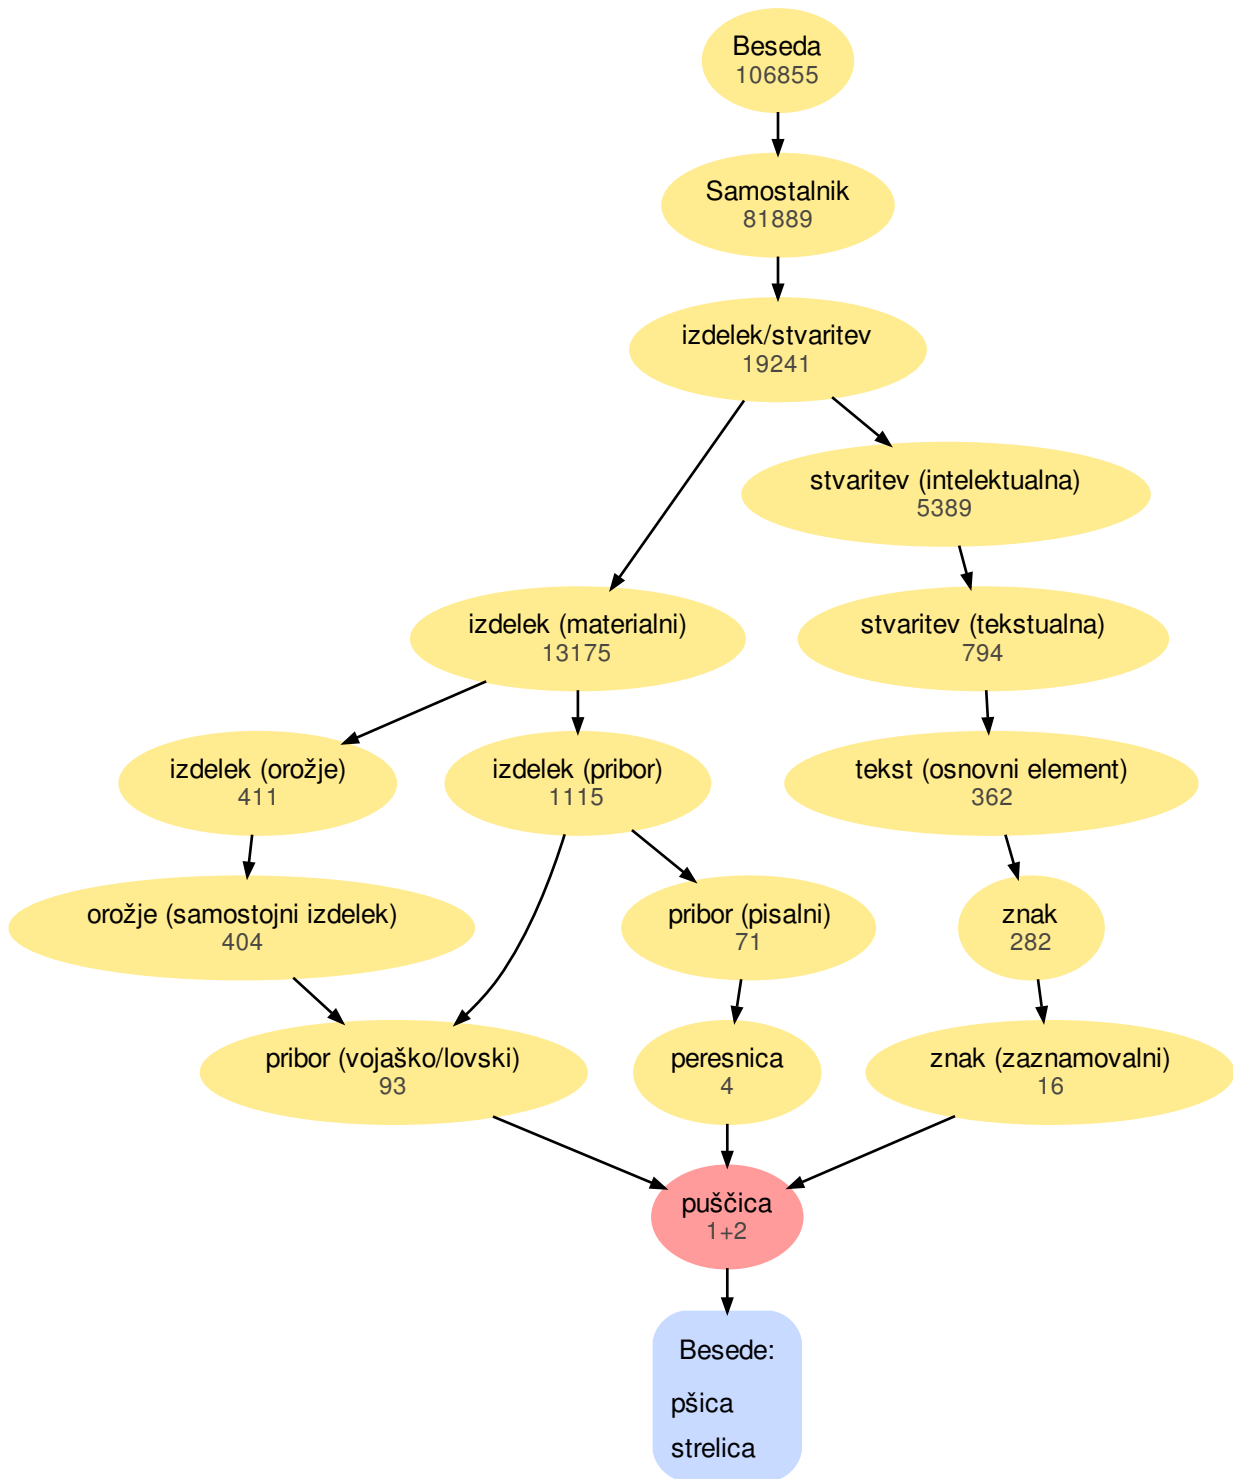 Beseda
106855
Samostalnik
81889
izdelek/stvaritev
19241
stvaritev (intelektualna)
5389
izdelek (materialni)
13175
stvaritev (tekstualna)
794
izdelek (orožje)
411
izdelek (pribor)
1115
tekst (osnovni element)
362
orožje (samostojni izdelek)
404
pribor (pisalni)
71
znak
282
pribor (vojaško/lovski)
93
peresnica
4
znak (zaznamovalni)
16
puščica
1+2
Besede:
pšica
strelica